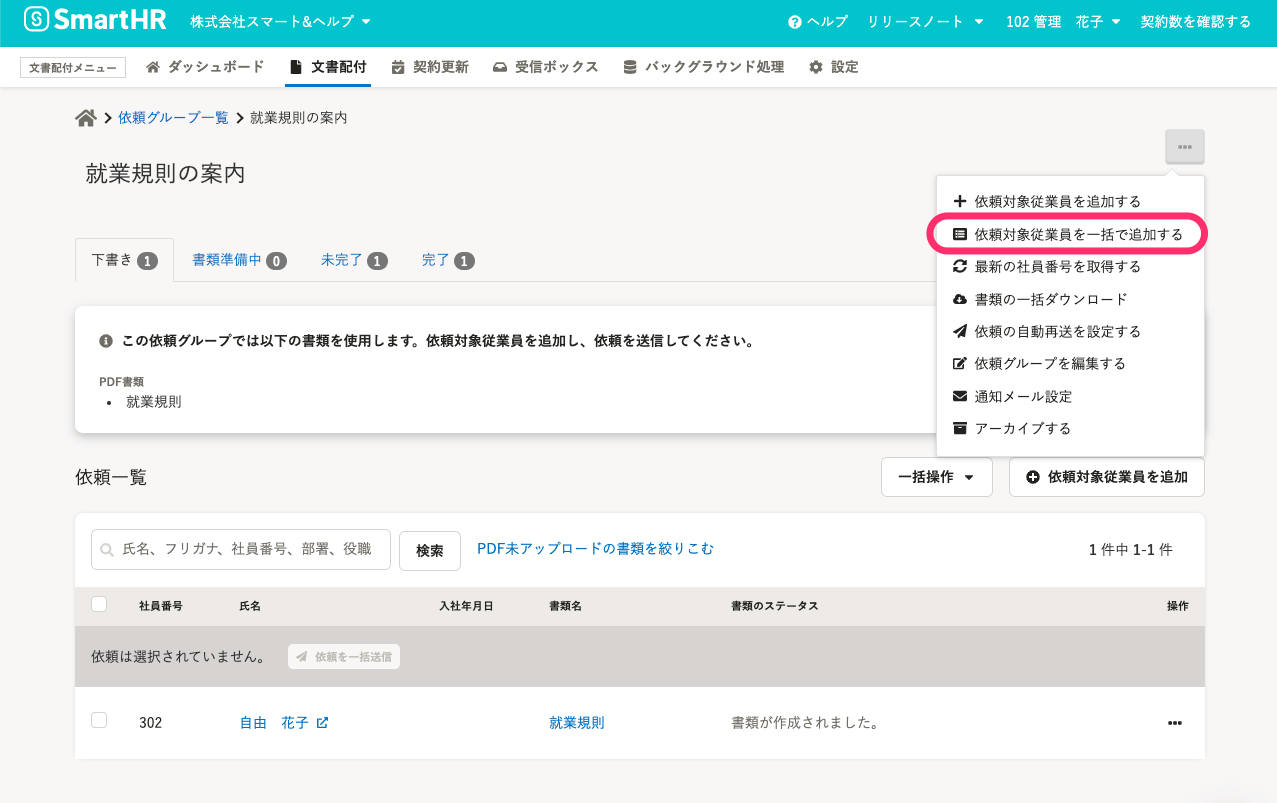 SmartHR 株式会社スマート&ヘルプ ヘルプ リリースノート 102 管理 花子 契約数を確認する
文書配付メニュー ダッシュボード 文書配付 契約更新 受信ボックス バックグラウンド処理 設定
依頼グループ一覧 就業規則の案内
就業規則の案内
依頼対象従業員を追加する
依頼対象従業員を一括で追加する
最新の社員番号を取得する
書類の一括ダウンロード
依頼の自動再送を設定する
依頼グループを編集する
通知メール設定
アーカイブする
下書き 1 書類準備中 0 未完了 1 完了 1
この依頼グループでは以下の書類を使用します。依頼対象従業員を追加し、依頼を送信してください。
PDF書類
• 就業規則
依頼一覧 一括操作 依頼対象従業員を追加
氏名、フリガナ、社員番号、部署、役職 検索 PDF未アップロードの書類を絞りこむ 1 件中 1-1 件
社員番号 氏名 入社年月日 書類名 書類のステータス 操作
依頼は選択されていません。 依頼を一括送信
302 自由 花子 就業規則 書類が作成されました。